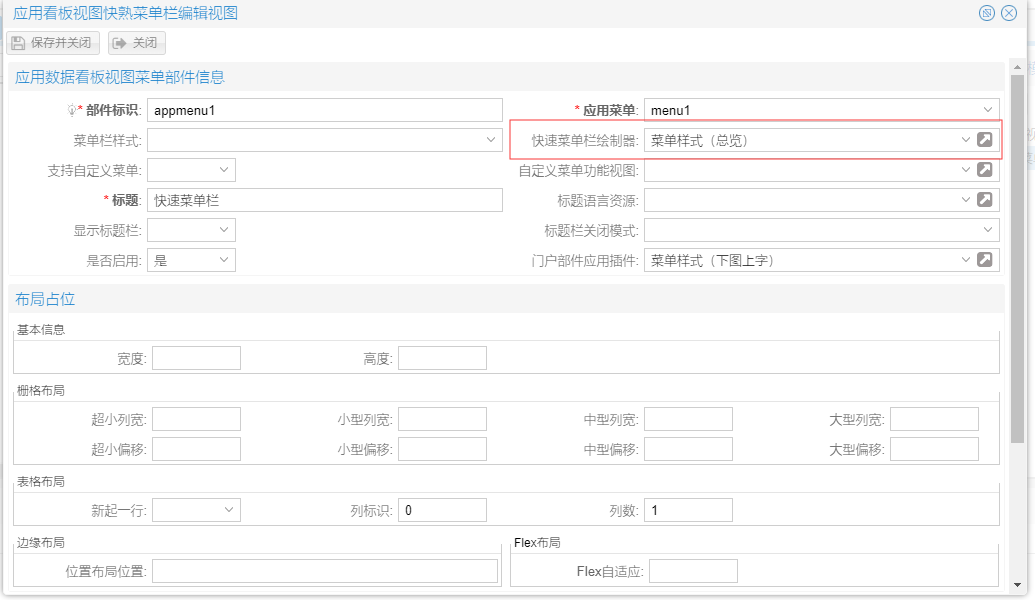 应用看板视图快熟菜单栏编辑视图
保存并关闭 关闭
应用数据看板视图菜单部件信息
* 部件标识: appmenu1 * 应用菜单: menu1
菜单栏样式: 快速菜单栏绘制器: 菜单样式（总览）
支持自定义菜单: 自定义菜单功能视图:
* 标题: 快速菜单栏 标题语言资源:
显示标题栏: 标题栏关闭模式:
是否启用: 是 门户部件应用插件: 菜单样式（下图上字）
布局占位
基本信息
宽度: 高度:
栅格布局
超小列宽: 小型列宽: 中型列宽: 大型列宽:
超小偏移: 小型偏移: 中型偏移: 大型偏移:
表格布局
新起一行: 列标识: 0 列数: 1
边缘布局 Flex布局
位置布局位置: Flex自适应: